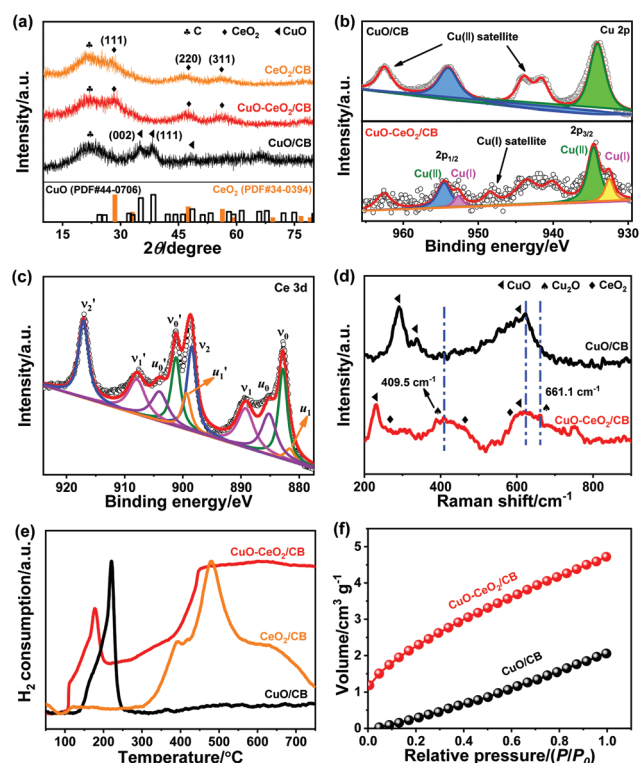 (a)
♣ C ♦ CeO₂ ◄ CuO
(111)
(220) (311)
CeO₂/CB
CuO-CeO₂/CB
(002) (111)
CuO/CB
CuO (PDF#44-0706) CeO₂ (PDF#34-0394)
Intensity/a.u.
15 30 45 60 75
2θ/degree
(b)
CuO/CB Cu 2p
Cu(II) satellite
CuO-CeO₂/CB
Cu(I) satellite
2p₁/₂ 2p₃/₂
Cu(II) Cu(I) Cu(II) Cu(I)
Intensity/a.u.
960 950 940 930
Binding energy/eV
(c)
Ce 3d
ν₂' ν₁' u₀' ν₀' ν₂ u₁' ν₁ u₀ ν₀ u₁
Intensity/a.u.
920 900 880
Binding energy/eV
(d)
◄ CuO ♠ Cu₂O ♦ CeO₂
CuO/CB
409.5 cm⁻¹ 661.1 cm⁻¹
CuO-CeO₂/CB
Intensity/a.u.
200 400 600 800
Raman shift/cm⁻¹
(e)
CuO-CeO₂/CB
CeO₂/CB
CuO/CB
H₂ consumption/a.u.
100 200 300 400 500 600 700
Temperature/°C
(f)
CuO-CeO₂/CB
CuO/CB
Volume/cm³ g⁻¹
6
5
4
3
2
1
0
0.0 0.2 0.4 0.6 0.8 1.0
Relative pressure/(P/P₀)